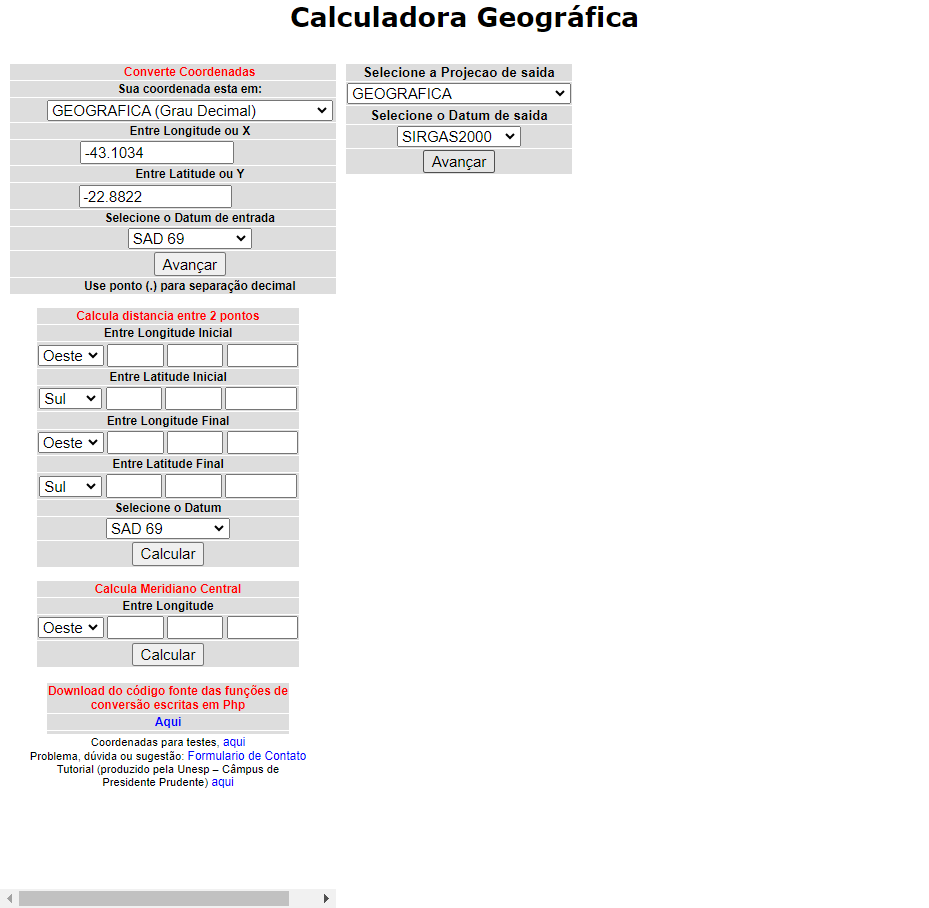 Calculadora Geográfica
Converte Coordenadas
Sua coordenada esta em:
GEOGRAFICA (Grau Decimal)
Entre Longitude ou X
-43.1034
Entre Latitude ou Y
-22.8822
Selecione o Datum de entrada
SAD 69
Avançar
Use ponto (.) para separação decimal
Selecione a Projecao de saida
GEOGRAFICA
Selecione o Datum de saida
SIRGAS2000
Avançar
Calcula distancia entre 2 pontos
Entre Longitude Inicial
Oeste
Entre Latitude Inicial
Sul
Entre Longitude Final
Oeste
Entre Latitude Final
Sul
Selecione o Datum
SAD 69
Calcular
Calcula Meridiano Central
Entre Longitude
Oeste
Calcular
Download do código fonte das funções de
conversão escritas em Php
Aqui
Coordenadas para testes, aqui
Problema, dúvida ou sugestão: Formulario de Contato
Tutorial (produzido pela Unesp – Câmpus de
Presidente Prudente) aqui